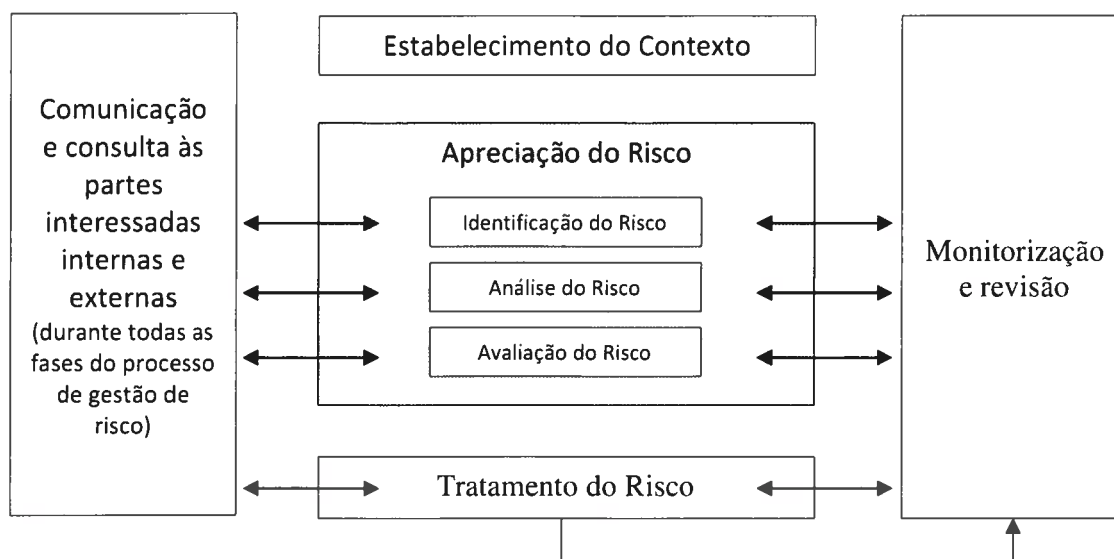 Comunicação
e consulta às
partes
interessadas
internas e
externas
(durante todas as
fases do processo
de gestão de
risco)
Estabelecimento do Contexto
Apreciação do Risco
Identificação do Risco
Análise do Risco
Avaliação do Risco
Tratamento do Risco
Monitorização
e revisão